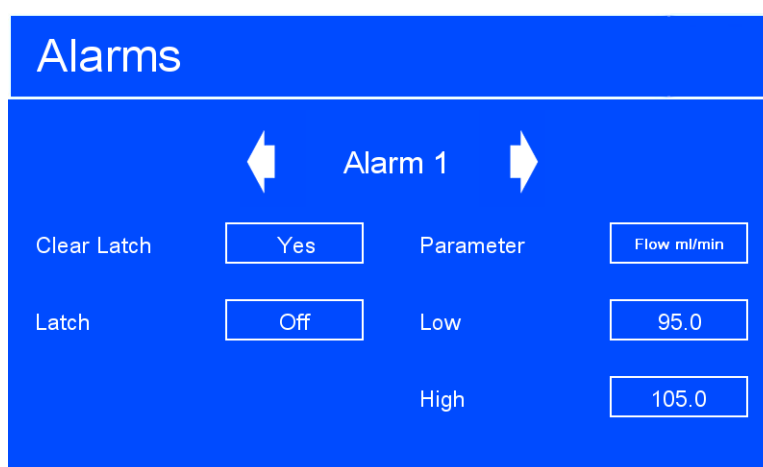 Alarms
Alarm 1
Clear Latch Yes Parameter Flow ml/min
Latch Off Low 95.0
High 105.0